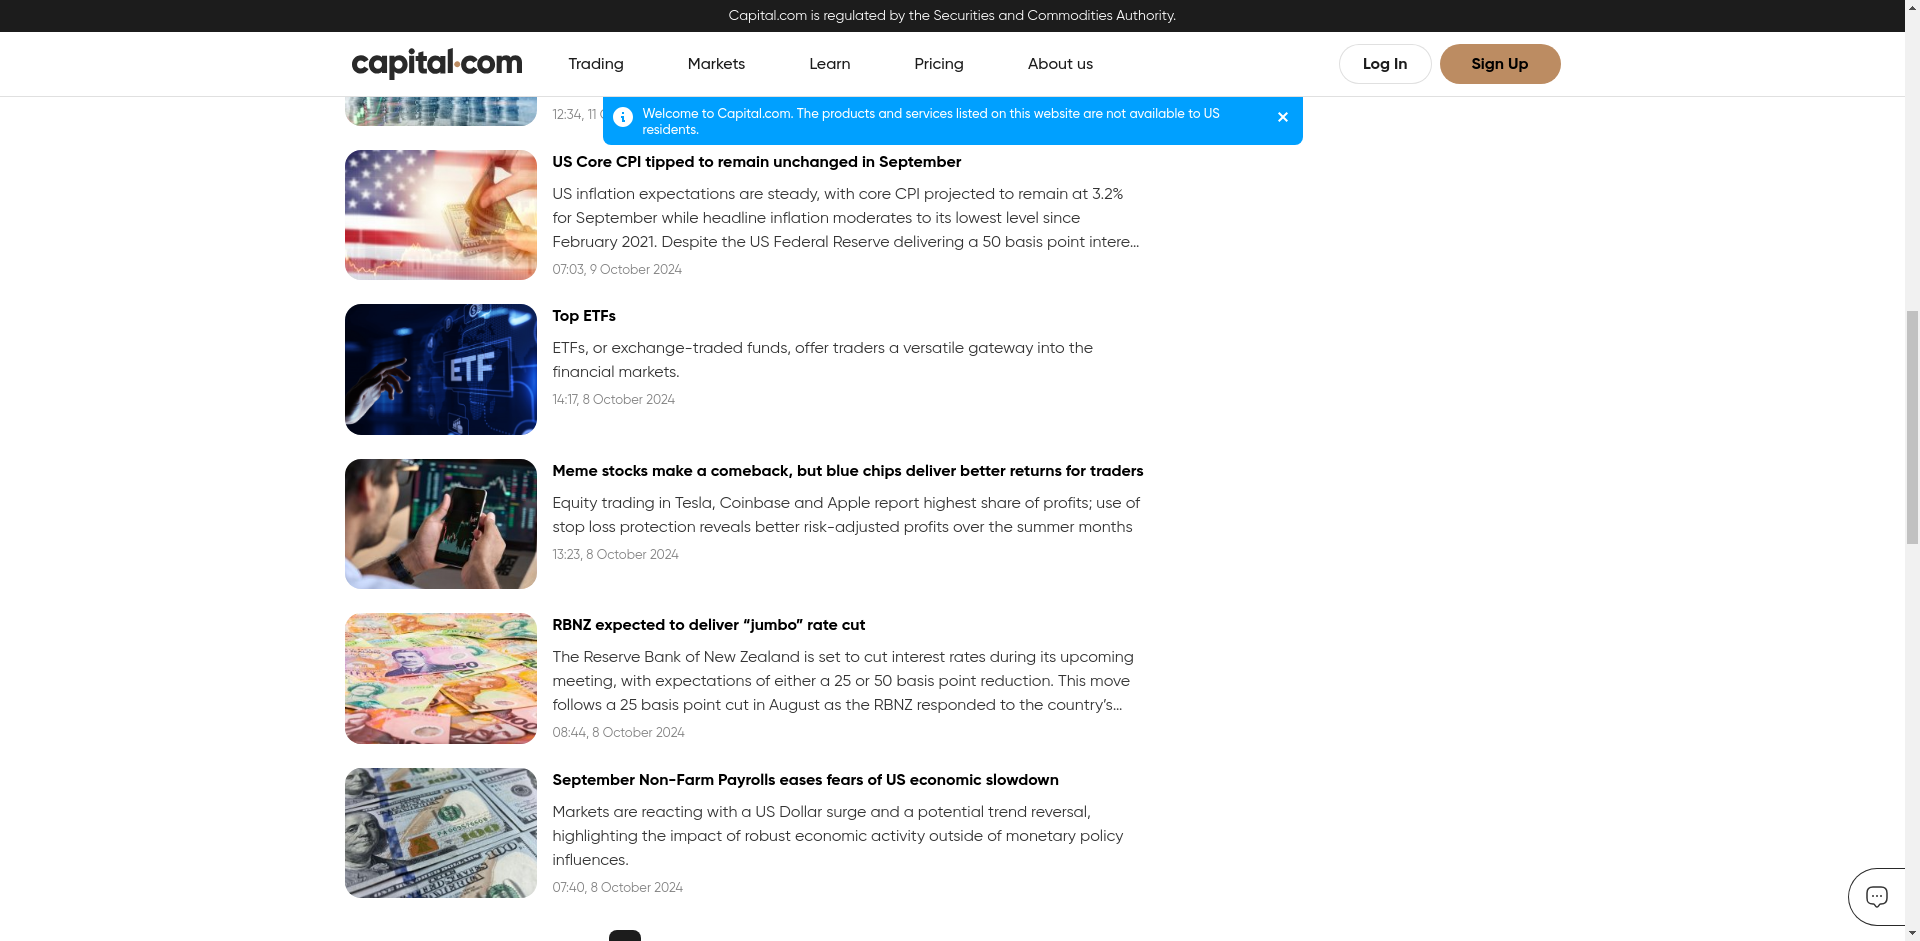 Capital.com is regulated by the Securities and Commodities Authority.
capital.com
Trading
Markets
Learn
Pricing
About us
Log In
Sign Up
12:34, 11
Welcome to Capital.com. The products and services listed on this website are not available to US
residents.
US Core CPI tipped to remain unchanged in September
US inflation expectations are steady, with core CPI projected to remain at 3.2%
for September while headline inflation moderates to its lowest level since
February 2021. Despite the US Federal Reserve delivering a 50 basis point intere...
07:03, 9 October 2024
ETF
Top ETFs
ETFs, or exchange-traded funds, offer traders a versatile gateway into the
financial markets.
14:17, 8 October 2024
Meme stocks make a comeback, but blue chips deliver better returns for traders
Equity trading in Tesla, Coinbase and Apple report highest share of profits; use of
stop loss protection reveals better risk-adjusted profits over the summer months
13:23, 8 October 2024
RBNZ expected to deliver “jumbo” rate cut
The Reserve Bank of New Zealand is set to cut interest rates during its upcoming
meeting, with expectations of either a 25 or 50 basis point reduction. This move
follows a 25 basis point cut in August as the RBNZ responded to the country’s...
08:44, 8 October 2024
September Non-Farm Payrolls eases fears of US economic slowdown
Markets are reacting with a US Dollar surge and a potential trend reversal,
highlighting the impact of robust economic activity outside of monetary policy
influences.
07:40, 8 October 2024